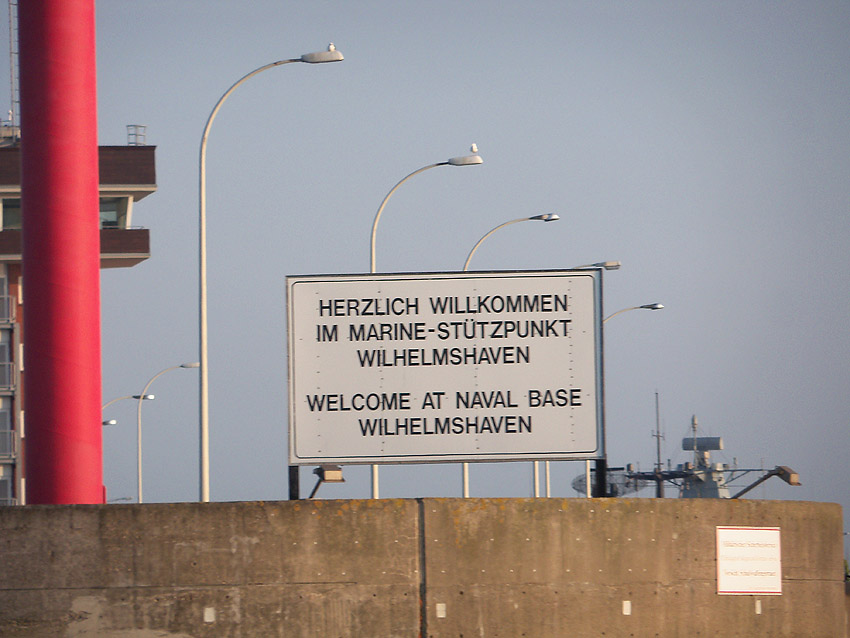 HERZLICH WILLKOMMEN
IM MARINE-STÜTZPUNKT
WILHELMSHAVEN
WELCOME AT NAVAL BASE
WILHELMSHAVEN